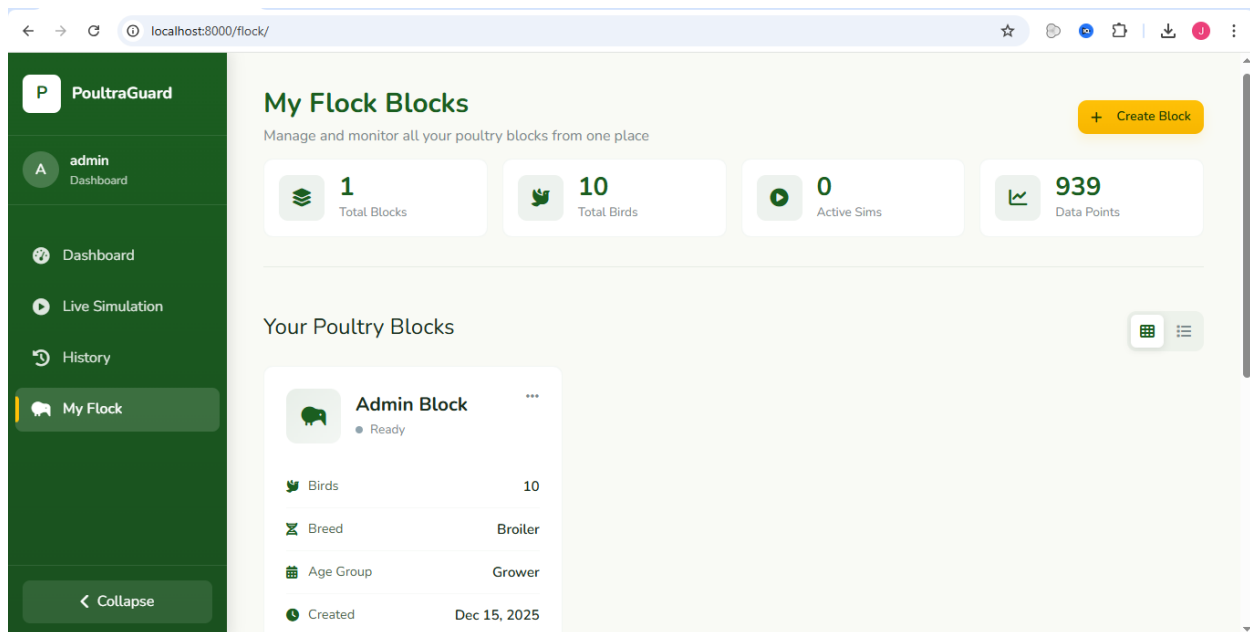 localhost:8000/flock/
J
P
PoultraGuard
A
admin
Dashboard
Dashboard
Live Simulation
History
My Flock
Collapse
My Flock Blocks
Manage and monitor all your poultry blocks from one place
+ Create Block
1
Total Blocks
10
Total Birds
0
Active Sims
939
Data Points
Your Poultry Blocks
Admin Block
Ready
Birds 10
Breed Broiler
Age Group Grower
Created Dec 15, 2025